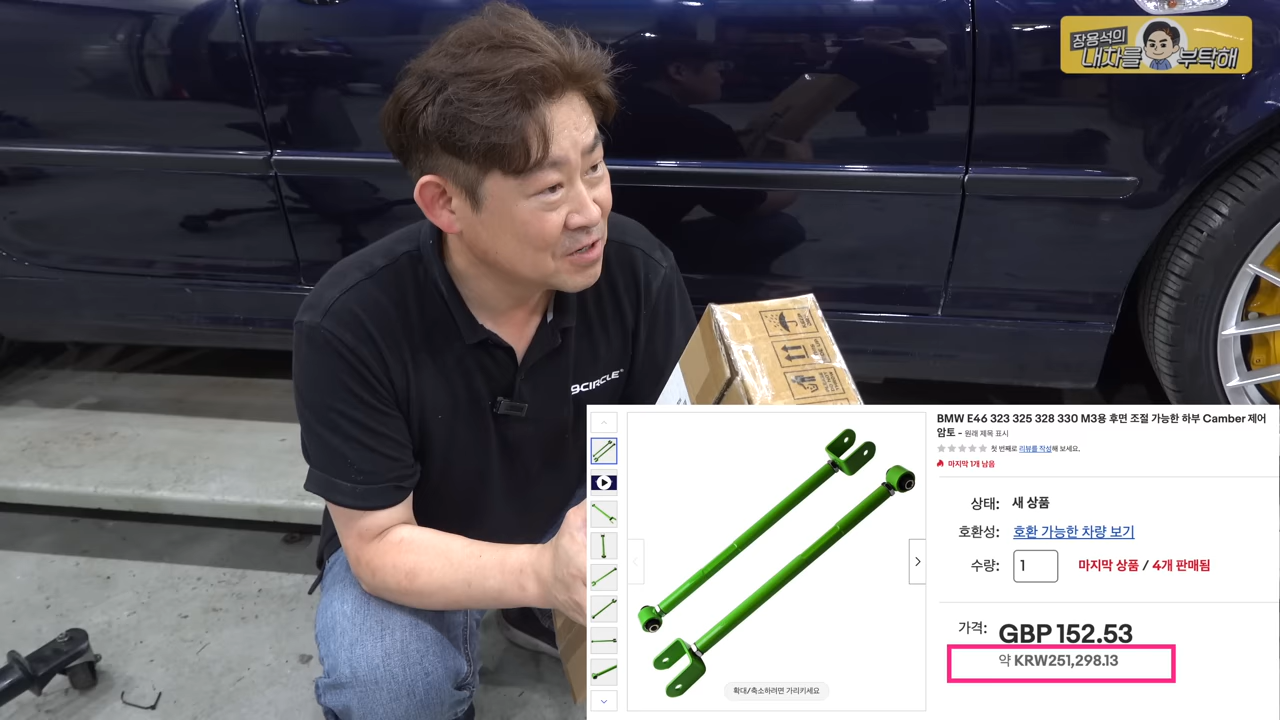 장용석의
내차를 부탁해
9CIRCLE
BMW E46 323 325 328 330 M3용 후면 조절 가능한 하부 Camber 제어
암토 - 원래 제목 표시
첫 번째로 리뷰를 작성해 보세요.
마지막 1개 남음
상태: 새 상품
호환성: 호환 가능한 차량 보기
수량: 1 마지막 상품 / 4개 판매됨
가격: GBP 152.53
약 KRW251,298.13
확대/축소하려면 가리키세요